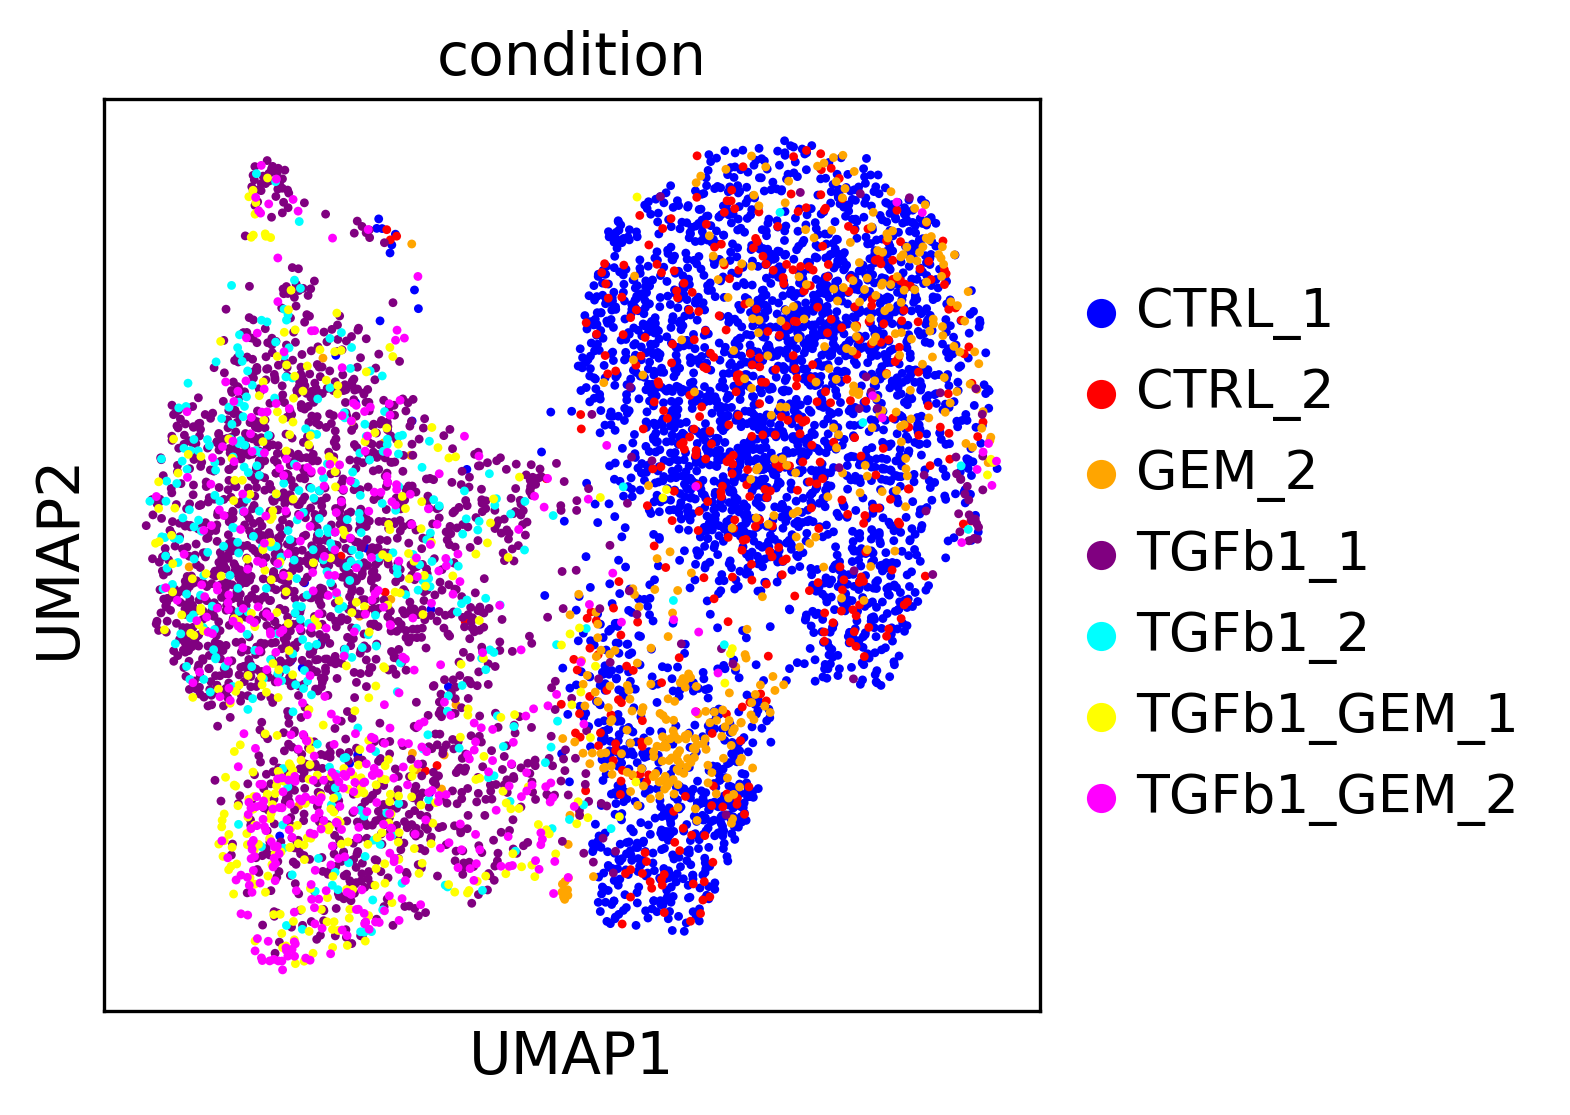 condition
UMAP2
UMAP1
CTRL_1
CTRL_2
GEM_2
TGFb1_1
TGFb1_2
TGFb1_GEM_1
TGFb1_GEM_2